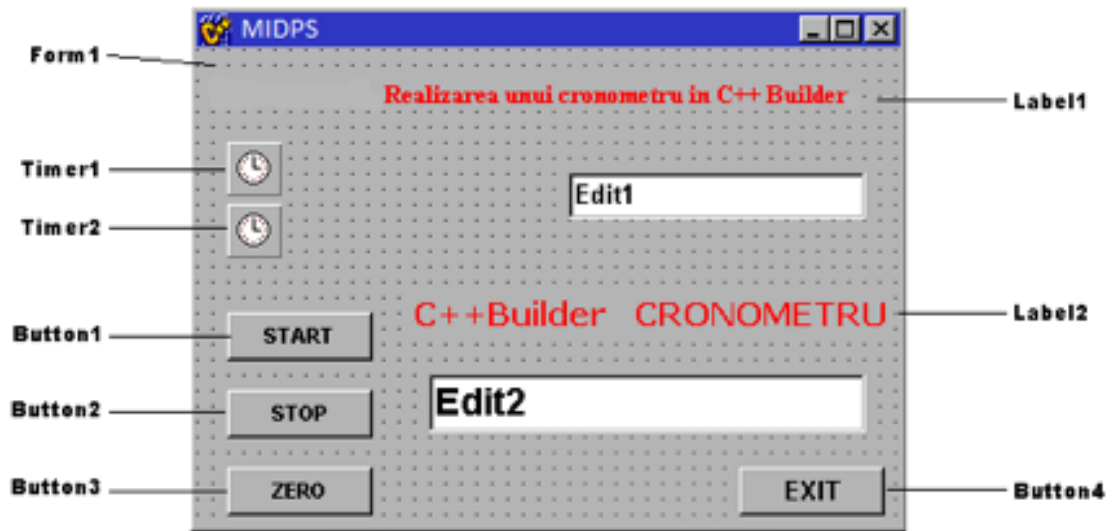 MIDPS
Form1
Realizarea unui cronometru in C++ Builder
Label1
Timer1
Edit1
Timer2
C++Builder CRONOMETRU
Label2
Button1
START
Edit2
Button2
STOP
Button3
ZERO
EXIT
Button4